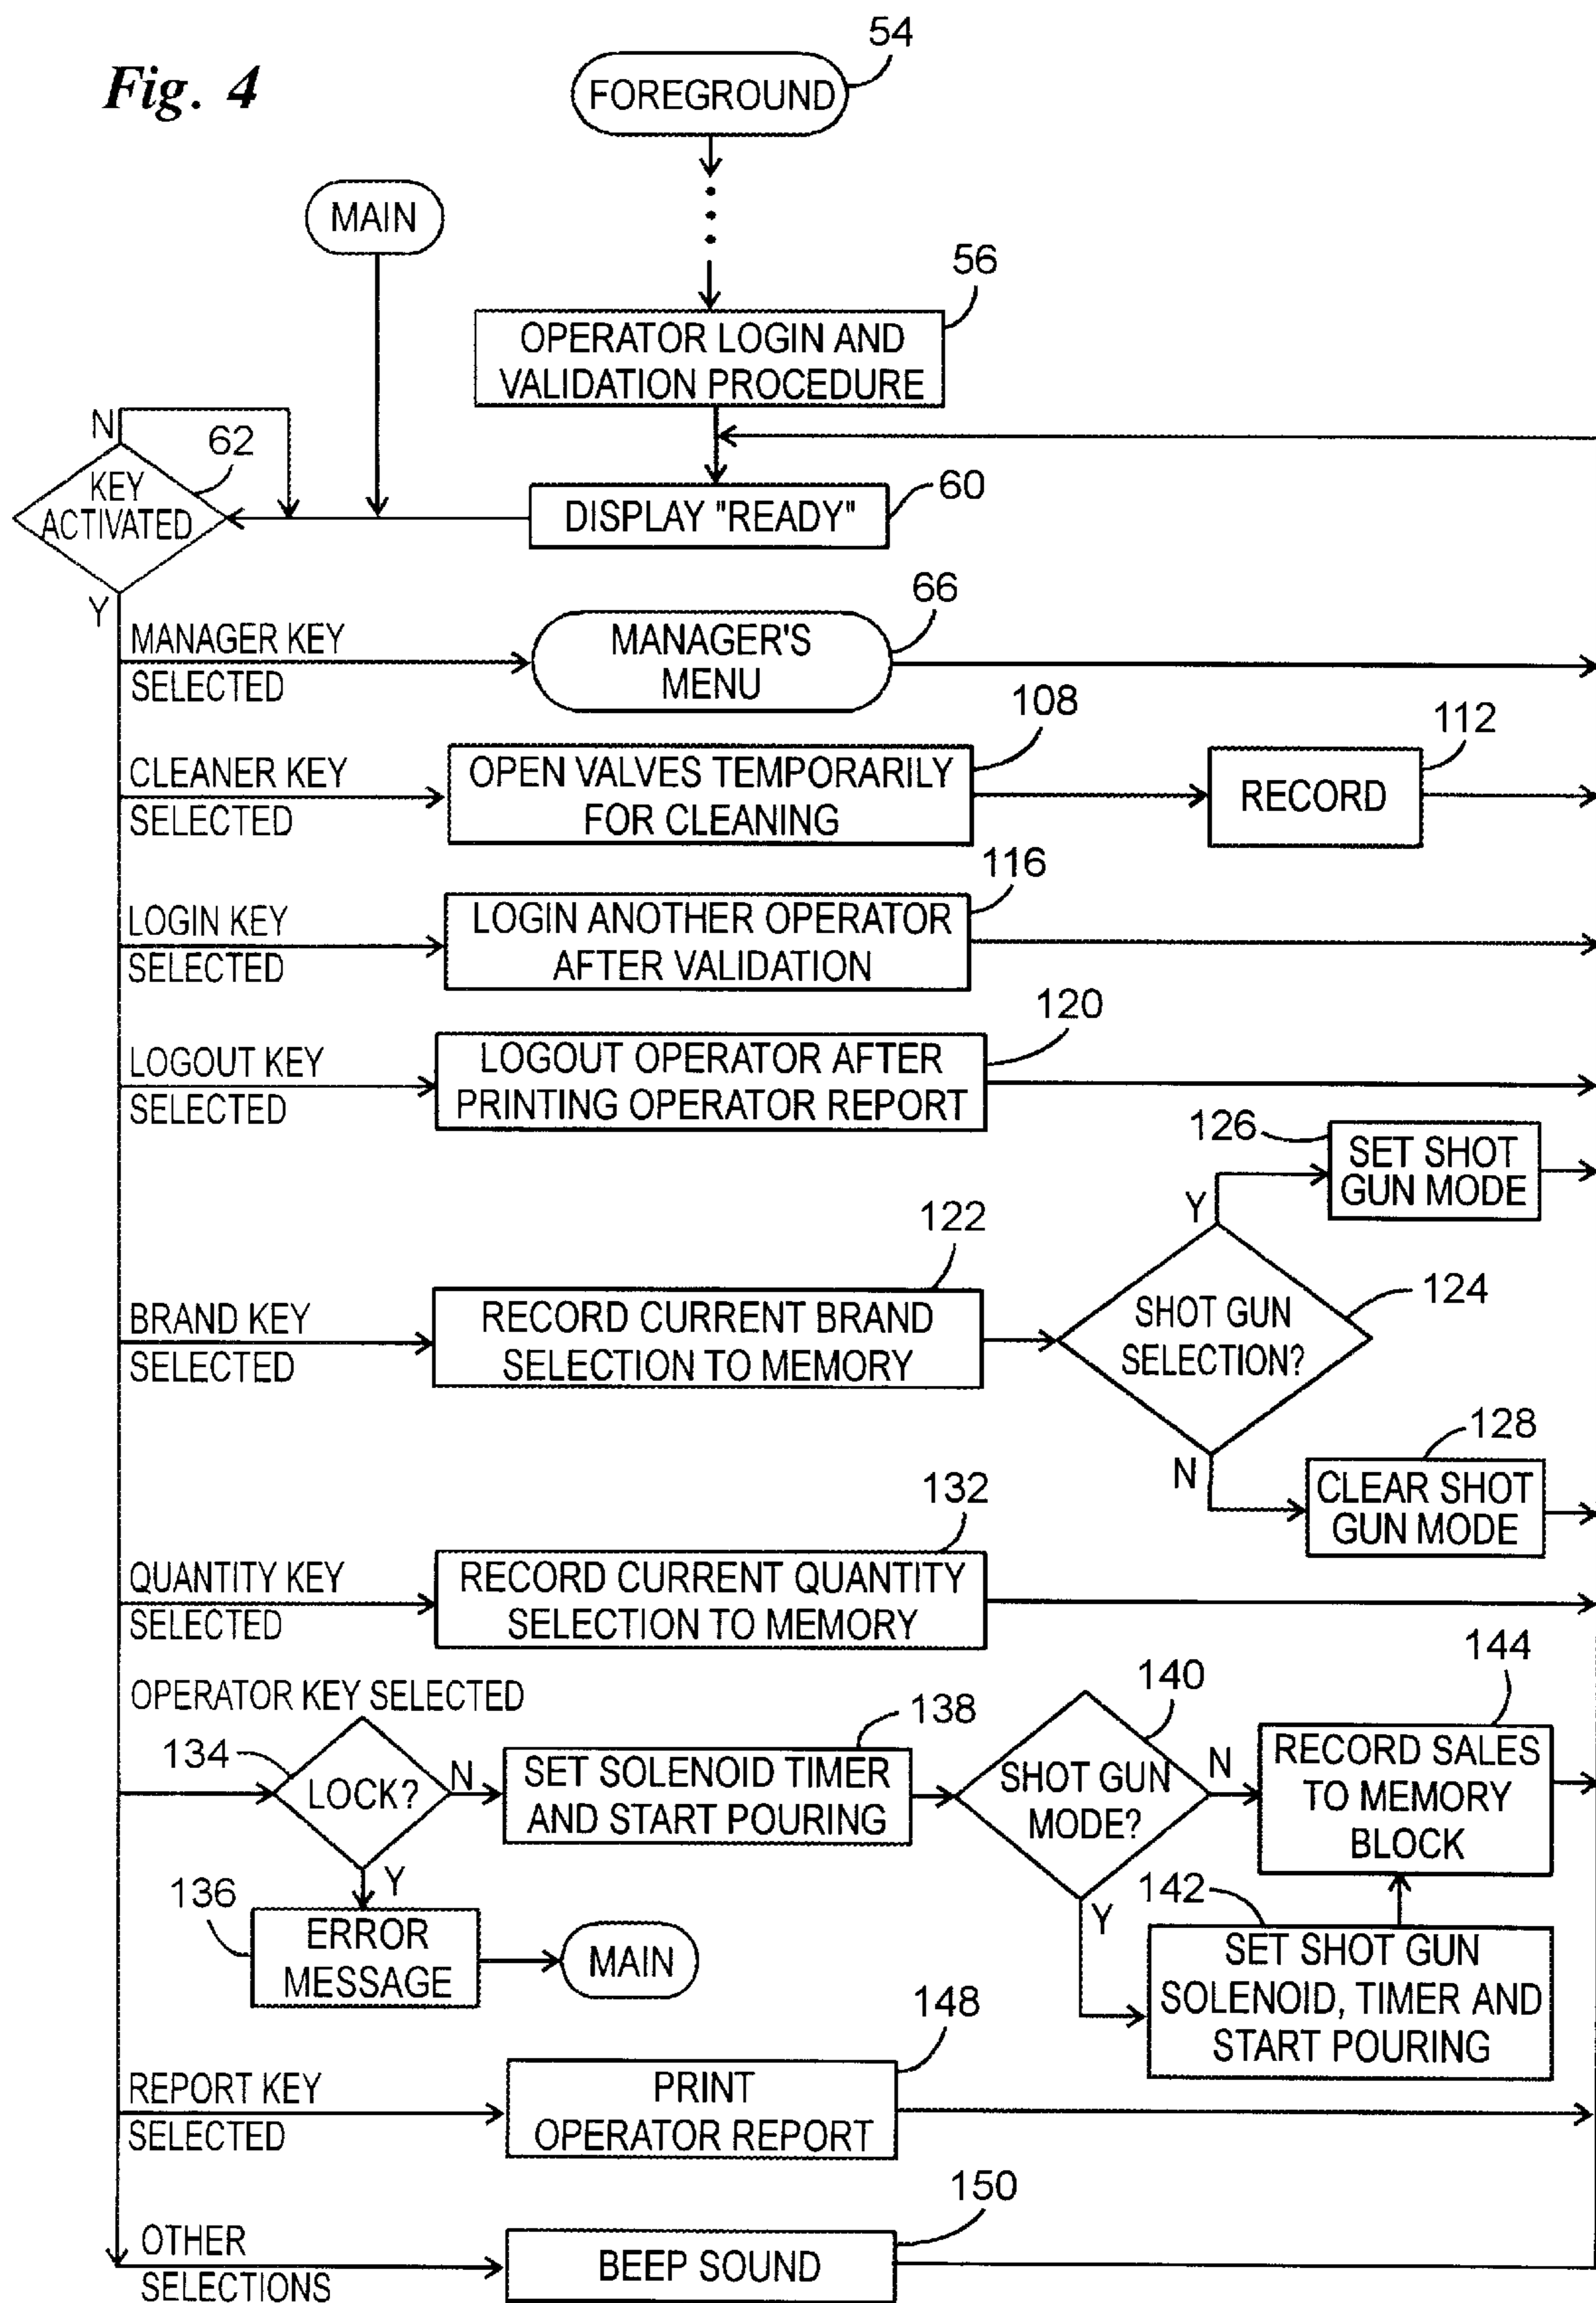 Fig. 4
54
FOREGROUND
MAIN
56
OPERATOR LOGIN AND
VALIDATION PROCEDURE
N
62
KEY
ACTIVATED
60
DISPLAY "READY"
Y
66
MANAGER KEY
SELECTED
MANAGER'S
MENU
108
112
CLEANER KEY
SELECTED
OPEN VALVES TEMPORARILY
FOR CLEANING
RECORD
116
LOGIN KEY
SELECTED
LOGIN ANOTHER OPERATOR
AFTER VALIDATION
120
LOGOUT KEY
SELECTED
LOGOUT OPERATOR AFTER
PRINTING OPERATOR REPORT
126
SET SHOT
GUN MODE
Y
122
124
BRAND KEY
SELECTED
RECORD CURRENT BRAND
SELECTION TO MEMORY
SHOT GUN
SELECTION?
128
N
CLEAR SHOT
GUN MODE
132
QUANTITY KEY
SELECTED
RECORD CURRENT QUANTITY
SELECTION TO MEMORY
144
140
OPERATOR KEY SELECTED
138
134
LOCK?
N
SET SOLENOID TIMER
AND START POURING
SHOT GUN
MODE?
N
RECORD SALES
TO MEMORY
BLOCK
Y
136
ERROR
MESSAGE
MAIN
142
Y
SET SHOT GUN
SOLENOID, TIMER AND
START POURING
148
REPORT KEY
SELECTED
PRINT
OPERATOR REPORT
150
OTHER
SELECTIONS
BEEP SOUND